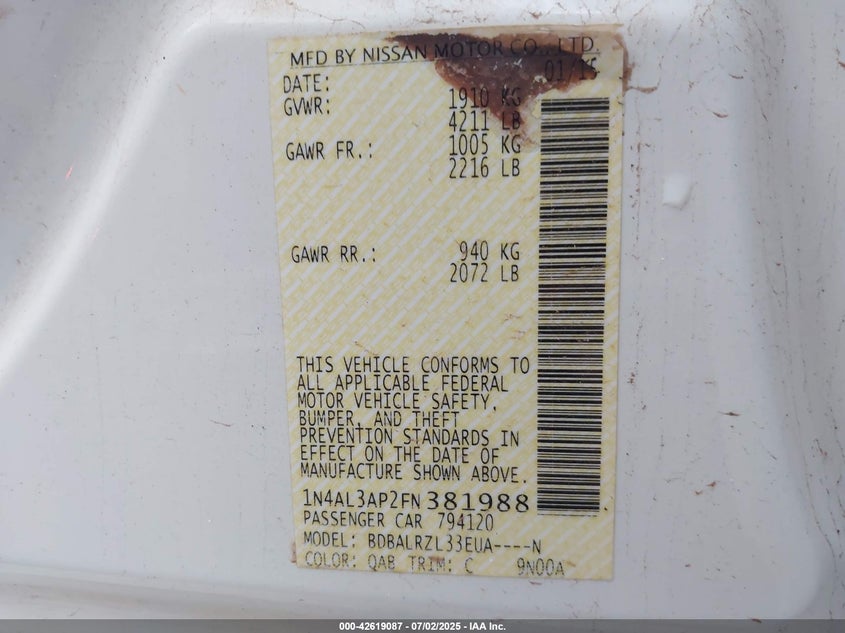 MFD BY NISSAN MOTOR CO., LTD.
DATE: 01/15
GVWR: 1910 KG
4211 LB
GAWR FR.: 1005 KG
2216 LB
GAWR RR.: 940 KG
2072 LB
THIS VEHICLE CONFORMS TO
ALL APPLICABLE FEDERAL
MOTOR VEHICLE SAFETY,
BUMPER, AND THEFT
PREVENTION STANDARDS IN
EFFECT ON THE DATE OF
MANUFACTURE SHOWN ABOVE.
1N4AL3AP2FN381988
PASSENGER CAR 794120
MODEL: BDBALRZL33EUA----N
COLOR: QAB TRIM: C 9N00A
000-42619087 - 07/02/2025 - IAA Inc.